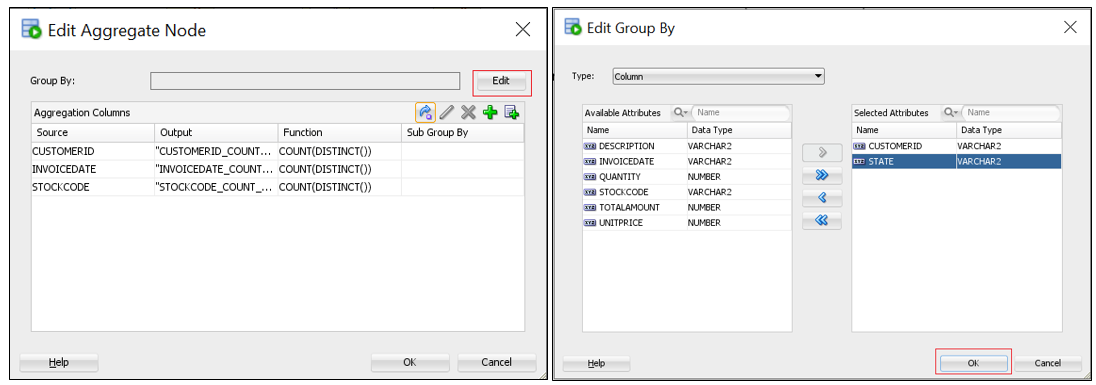 Edit Aggregate Node
Group By:
Edit
Aggregation Columns
Source Output Function Sub Group By
CUSTOMERID "CUSTOMERID_COUNT... COUNT(DISTINCT())
INVOICEDATE "INVOICEDATE_COUNT... COUNT(DISTINCT())
STOCKCODE "STOCKCODE_COUNT_... COUNT(DISTINCT())
Help OK Cancel
Edit Group By
Type: Column
Available Attributes Name
Name Data Type
DESCRIPTION VARCHAR2
INVOICEDATE VARCHAR2
QUANTITY NUMBER
STOCKCODE VARCHAR2
TOTALAMOUNT NUMBER
UNITPRICE NUMBER
Selected Attributes Name
Name Data Type
CUSTOMERID VARCHAR2
STATE VARCHAR2
Help OK Cancel